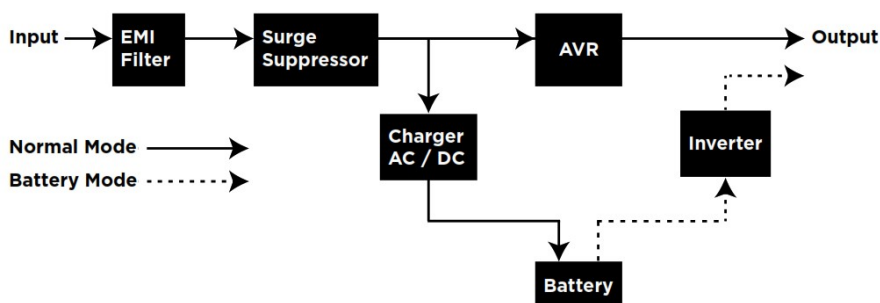 Input
EMI
Filter
Surge
Suppressor
AVR
Output
Charger
AC / DC
Inverter
Normal Mode
Battery Mode
Battery